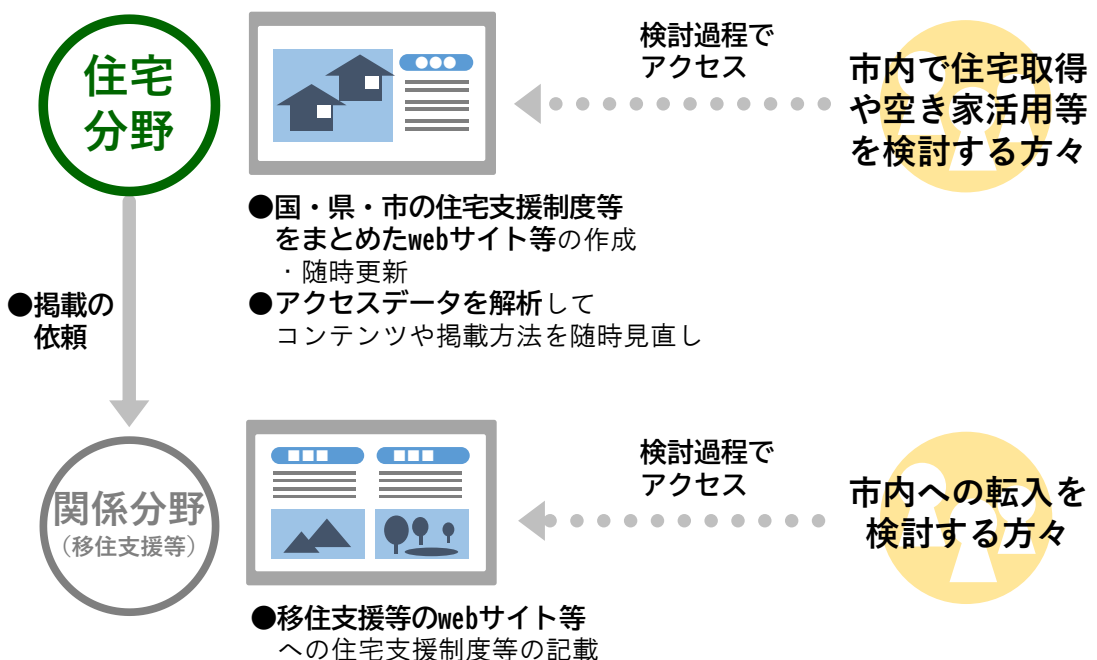 住宅
分野
検討過程で
アクセス
市内で住宅取得
や空き家活用等
を検討する方々
●国・県・市の住宅支援制度等
をまとめたwebサイト等の作成
・随時更新
●アクセスデータを解析して
コンテンツや掲載方法を随時見直し
●掲載の
依頼
関係分野
（移住支援等）
検討過程で
アクセス
市内への転入を
検討する方々
●移住支援等のwebサイト等
への住宅支援制度等の記載